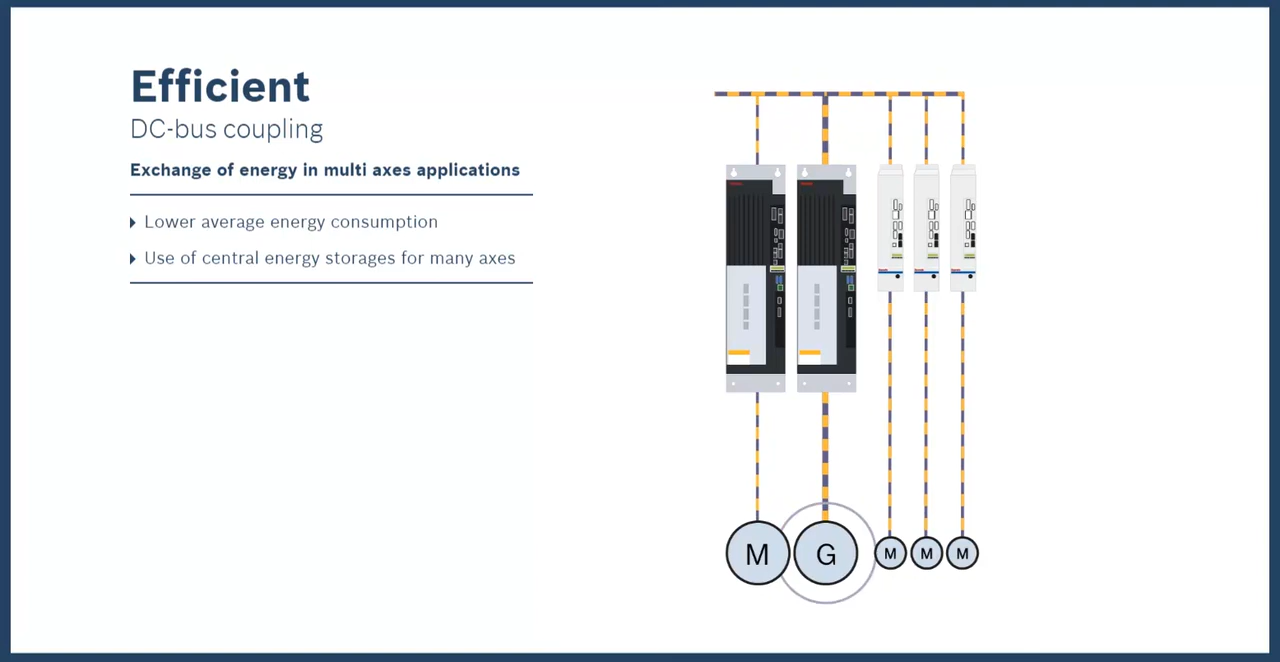 Efficient
DC-bus coupling
Exchange of energy in multi axes applications
Lower average energy consumption
Use of central energy storages for many axes
M
G
M
M
M